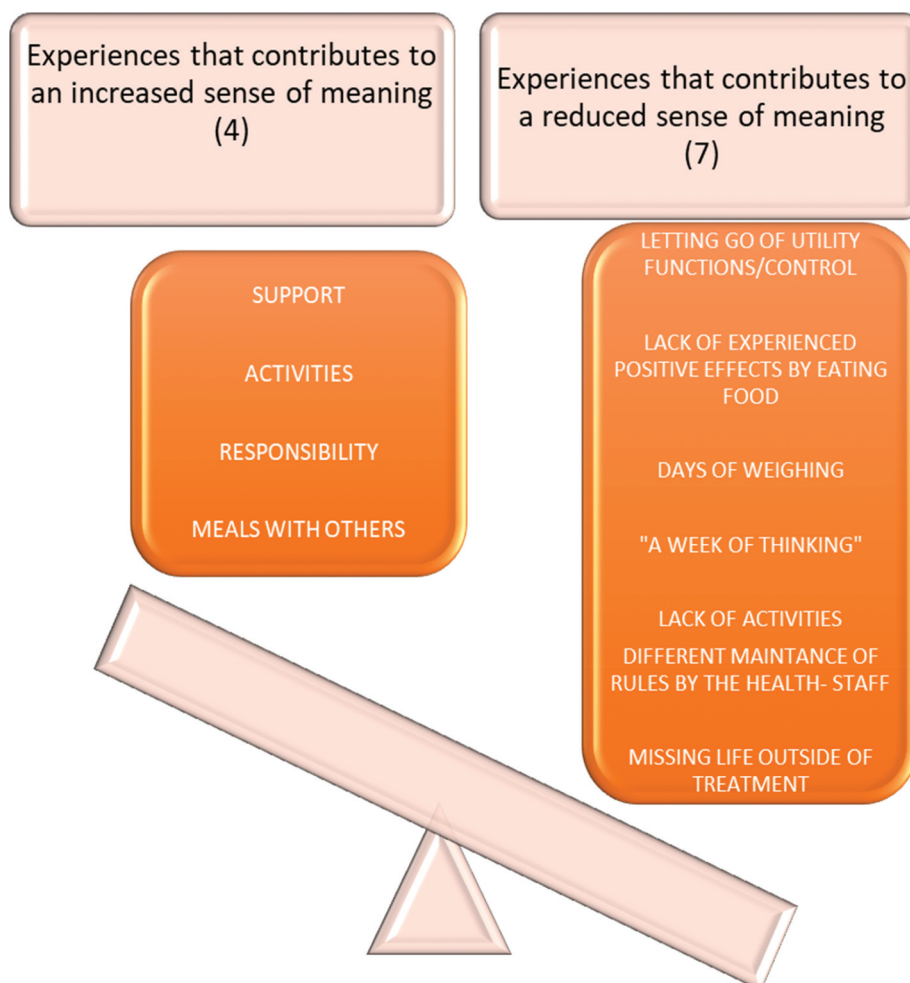 Experiences that contributes to
an increased sense of meaning
(4)
Experiences that contributes to
a reduced sense of meaning
(7)
SUPPORT
ACTIVITIES
RESPONSIBILITY
MEALS WITH OTHERS
LETTING GO OF UTILITY
FUNCTIONS/CONTROL
LACK OF EXPERIENCED
POSITIVE EFFECTS BY EATING
FOOD
DAYS OF WEIGHING
"A WEEK OF THINKING"
LACK OF ACTIVITIES
DIFFERENT MAINTANCE OF
RULES BY THE HEALTH- STAFF
MISSING LIFE OUTSIDE OF
TREATMENT